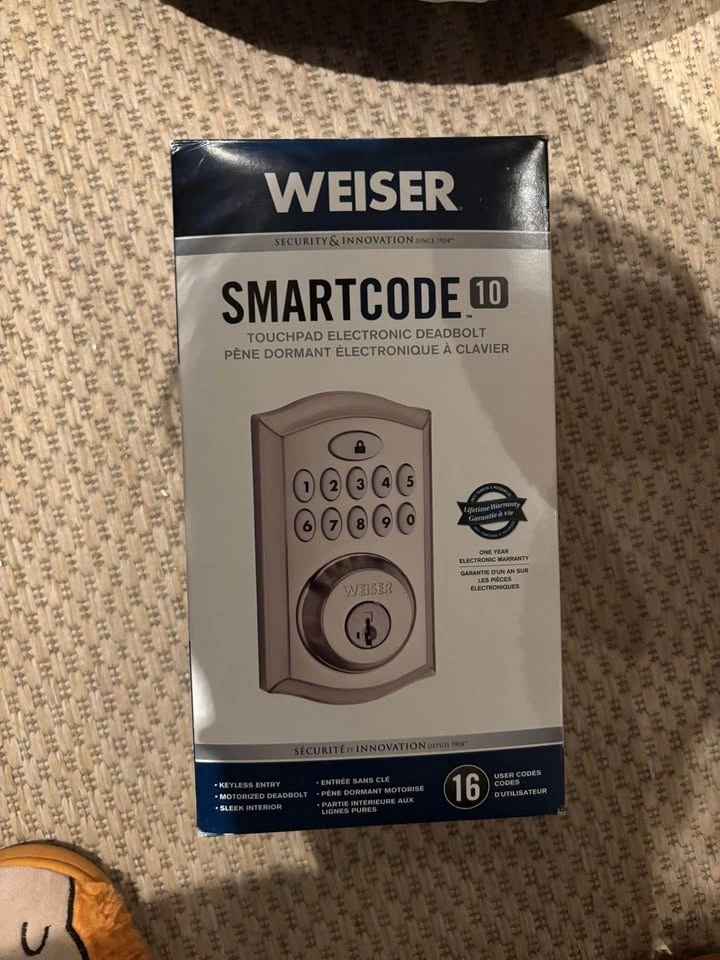 WEISER
SECURITY & INNOVATION SINCE 1904
SMARTCODE 10
TOUCHPAD ELECTRONIC DEADBOLT
PÊNE DORMANT ÉLECTRONIQUE À CLAVIER
1 2 3 4 5
6 7 8 9 0
WEISER
Lifetime Warranty
Garantie à vie
ONE YEAR
ELECTRONIC WARRANTY
GARANTIE D'UN AN SUR
LES PIÈCES
ÉLECTRONIQUES
SÉCURITÉ ET INNOVATION DEPUIS 1904
• KEYLESS ENTRY
• MOTORIZED DEADBOLT
• SLEEK INTERIOR
• ENTRÉE SANS CLÉ
• PÊNE DORMANT MOTORISÉ
• PARTIE INTERIEURE AUX
LIGNES PURES
16
USER CODES
CODES
D'UTILISATEUR